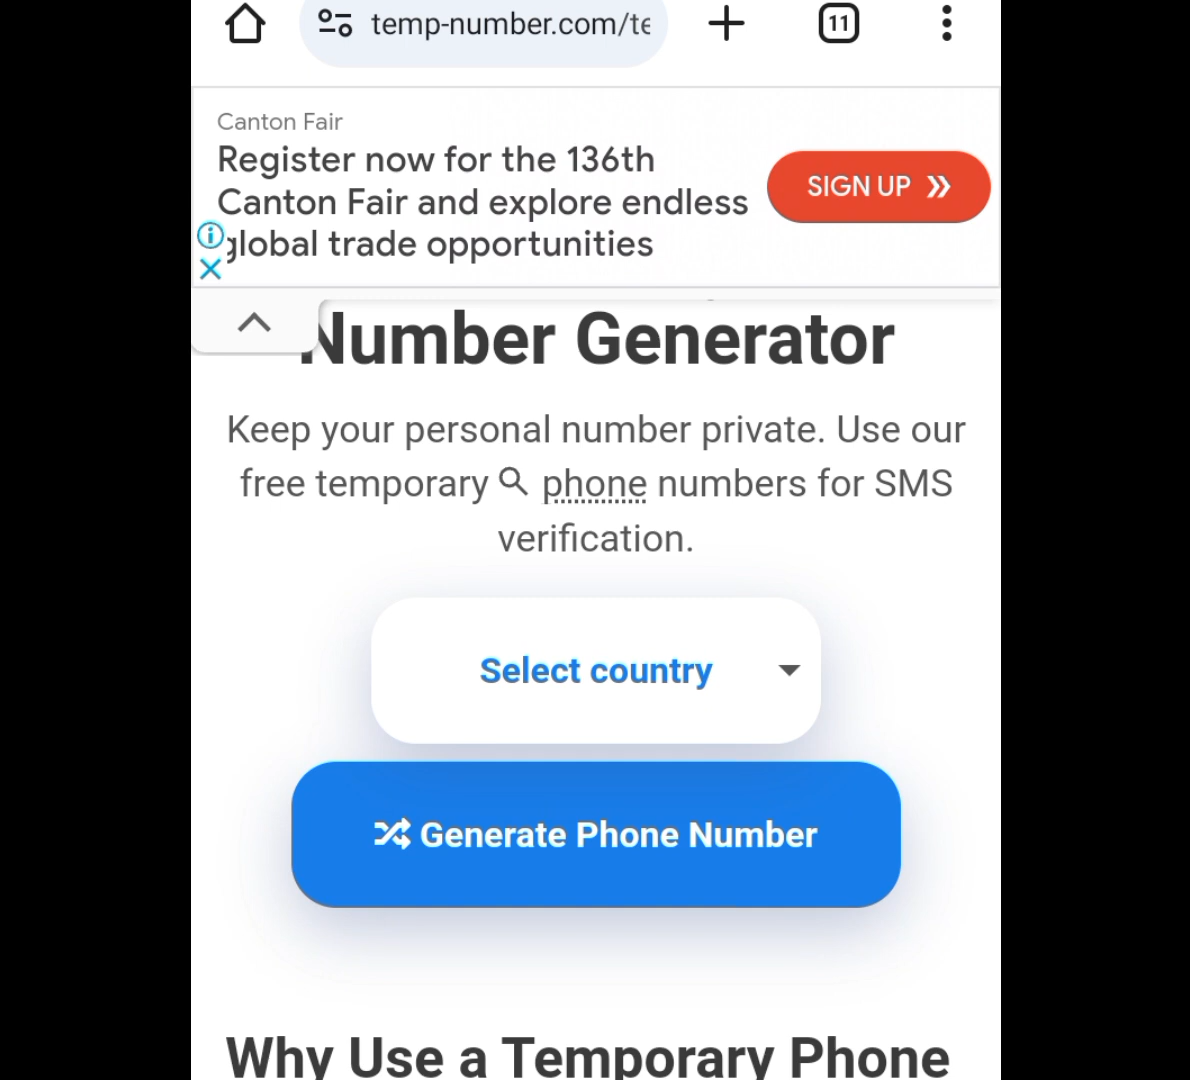 temp-number.com/te
11
Canton Fair
Register now for the 136th
Canton Fair and explore endless
global trade opportunities
SIGN UP
Number Generator
Keep your personal number private. Use our
free temporary phone numbers for SMS
verification.
Select country
Generate Phone Number
Why Use a Temporary Phone